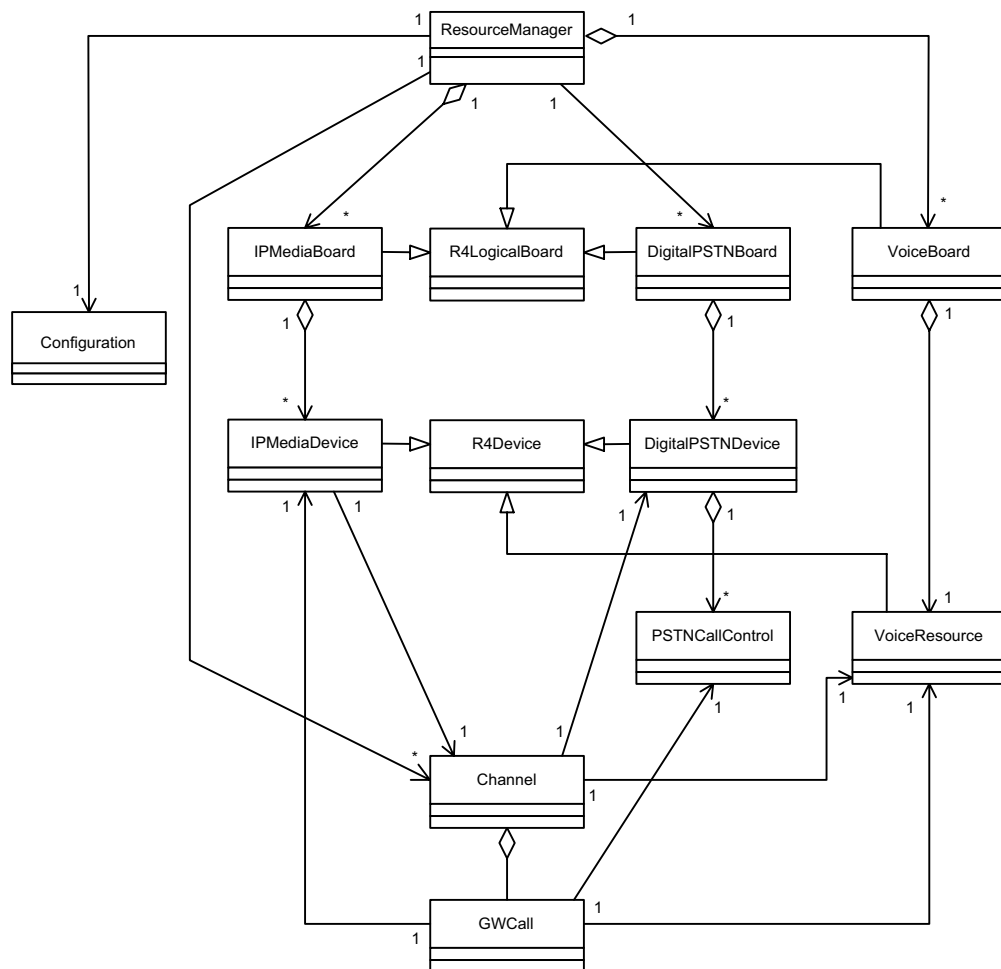 1
ResourceManager
1
1
1
1
*
*
*
IPMediaBoard
R4LogicalBoard
DigitalPSTNBoard
VoiceBoard
1
1
1
1
Configuration
*
*
IPMediaDevice
R4Device
DigitalPSTNDevice
1
1
1
1
*
1
PSTNCallControl
VoiceResource
1
1
1
1
1
*
Channel
1
GWCall
1
1